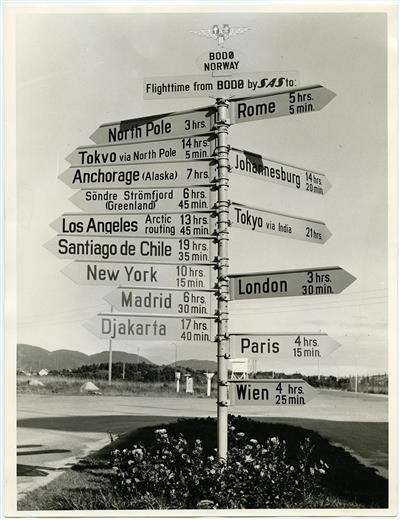 BODØ
NORWAY
Flighttime from BODØ by SAS to:
Rome 5 hrs. 5 min.
North Pole 3 hrs.
Tokyo via North Pole 14 hrs. 5 min.
Johannesburg 14 hrs. 20 min.
Anchorage (Alaska) 7 hrs.
Söndre Strömfjord (Greenland) 6 hrs. 45 min.
Los Angeles Arctic routing 13 hrs. 45 min.
Tokyo via India 21 hrs.
Santiago de Chile 19 hrs. 35 min.
New York 10 hrs. 15 min.
London 3 hrs. 30 min.
Madrid 6 hrs. 30 min.
Djakarta 17 hrs. 40 min.
Paris 4 hrs. 15 min.
Wien 4 hrs. 25 min.